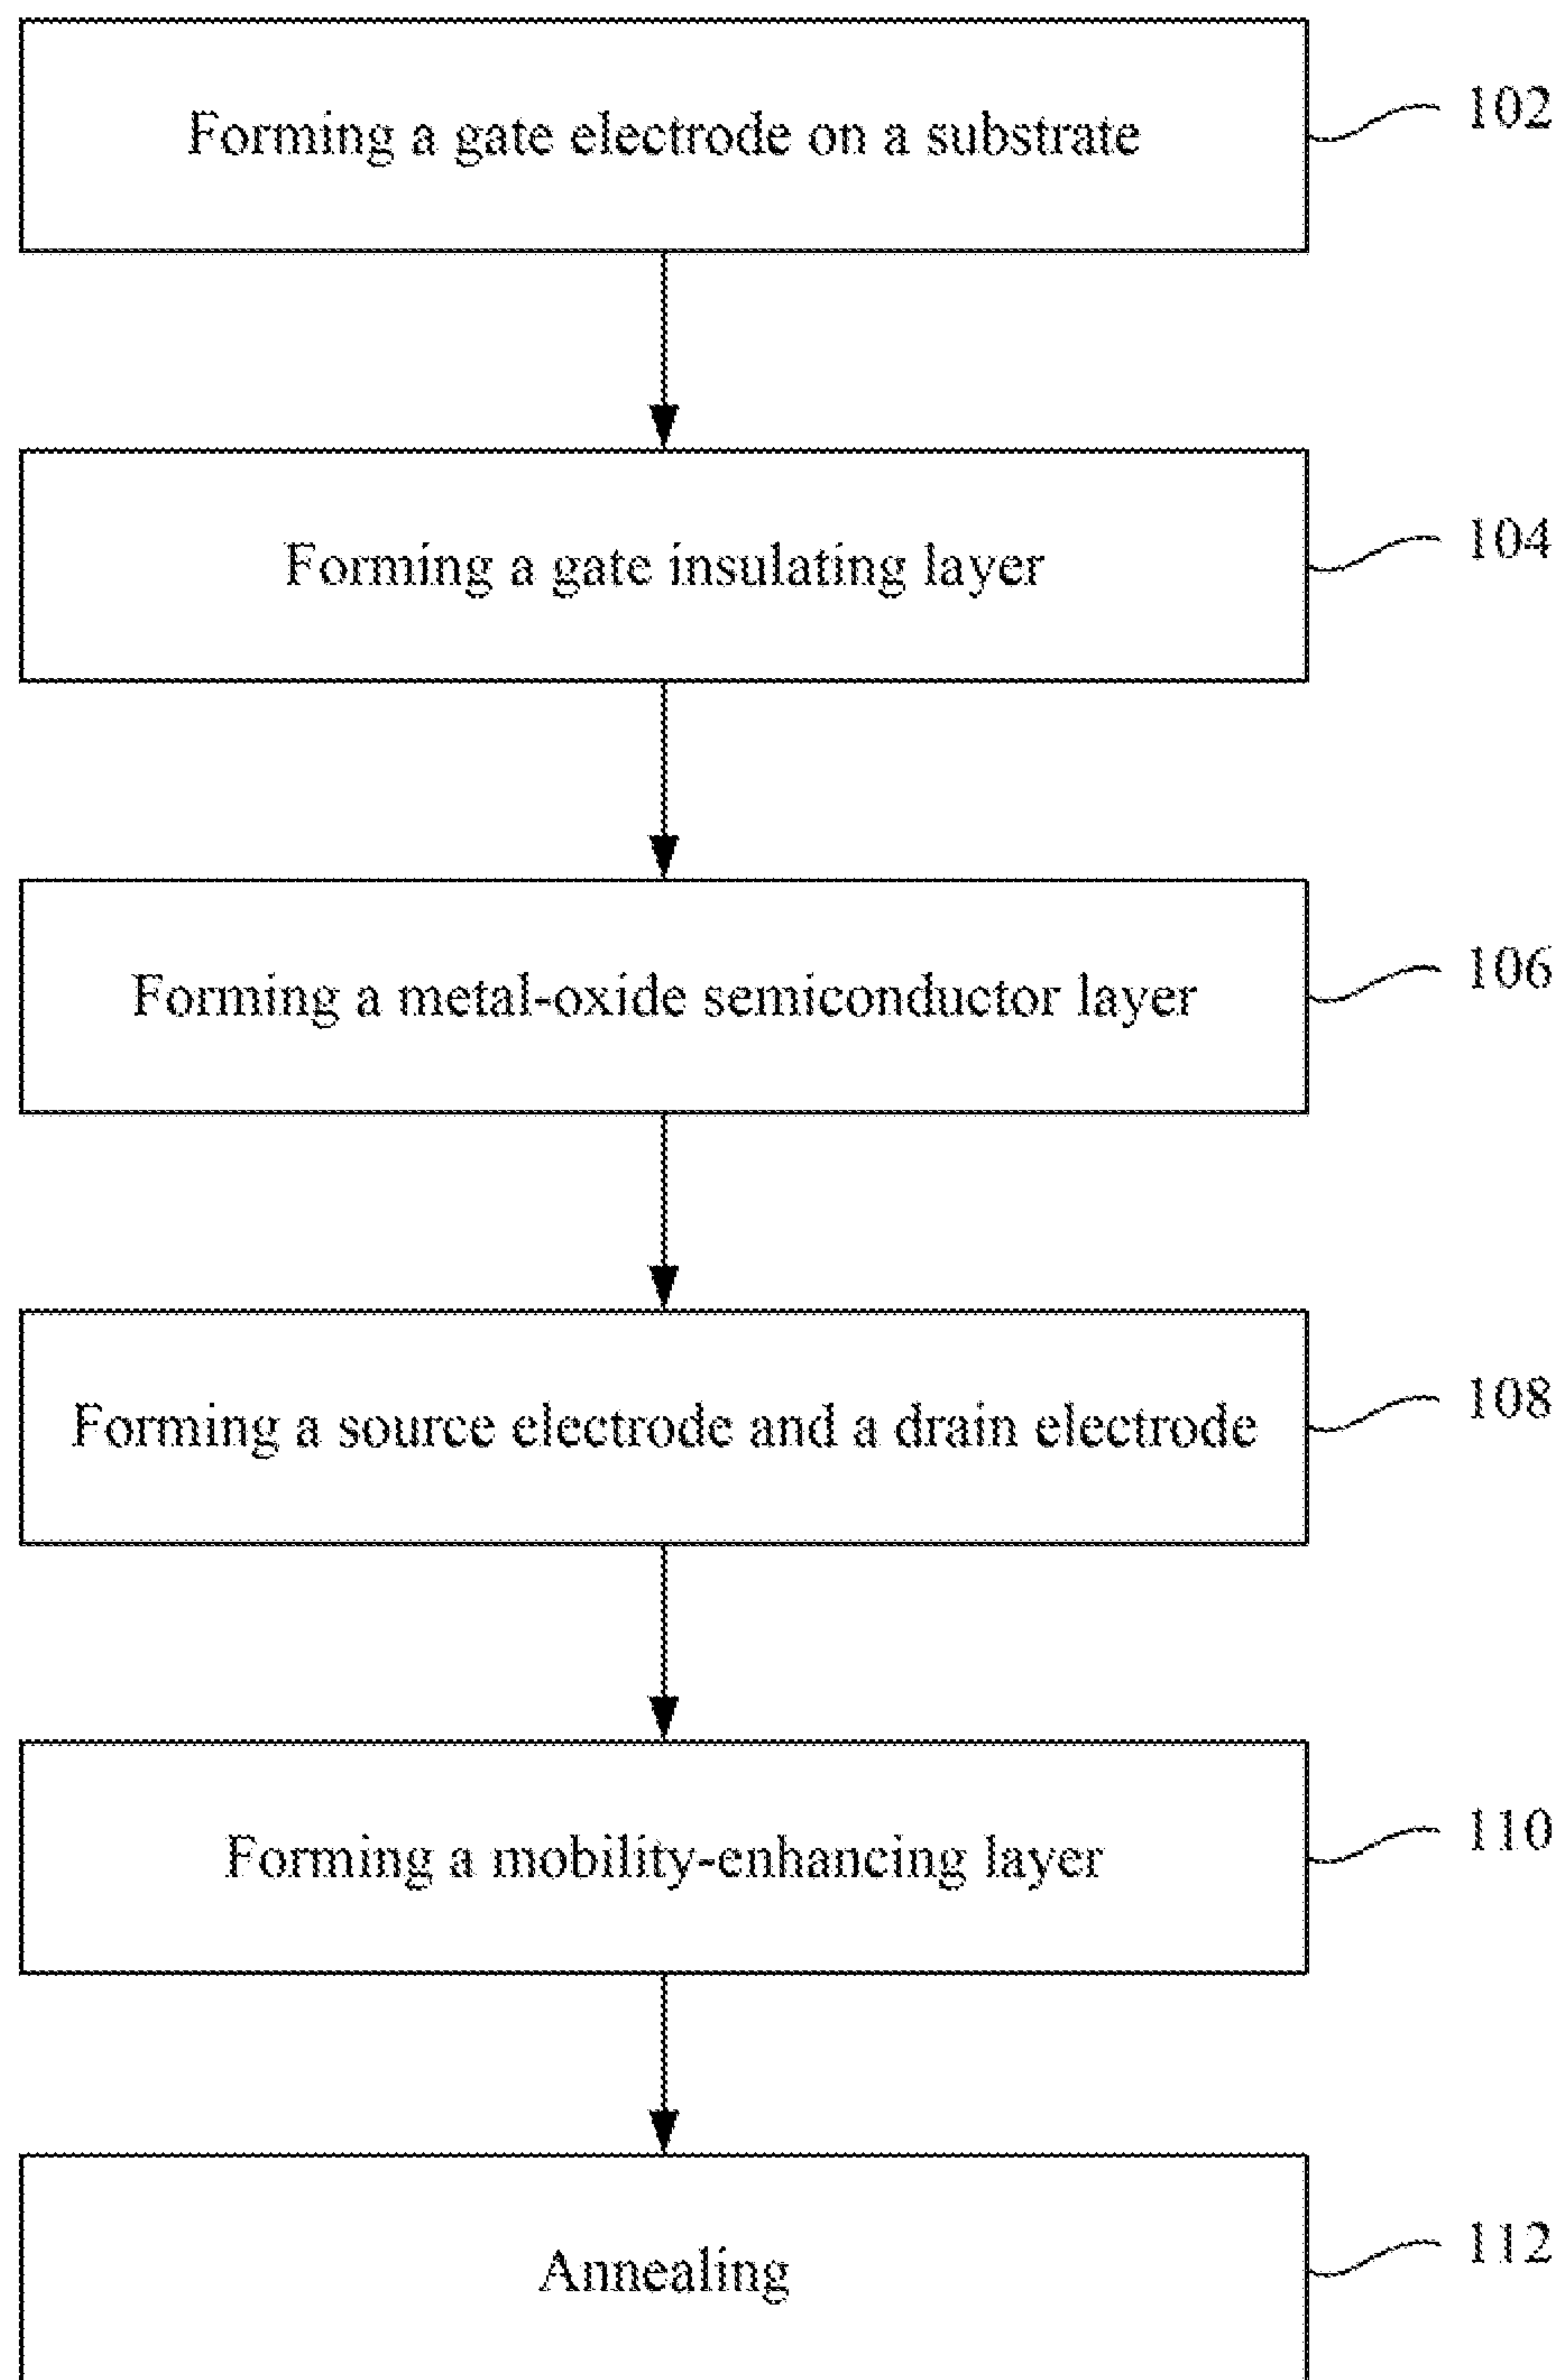 Forming a gate electrode on a substrate
102
Forming a gate insulating layer
104
Forming a metal-oxide semiconductor layer
106
Forming a source electrode and a drain electrode
108
Forming a mobility-enhancing layer
110
Annealing
112